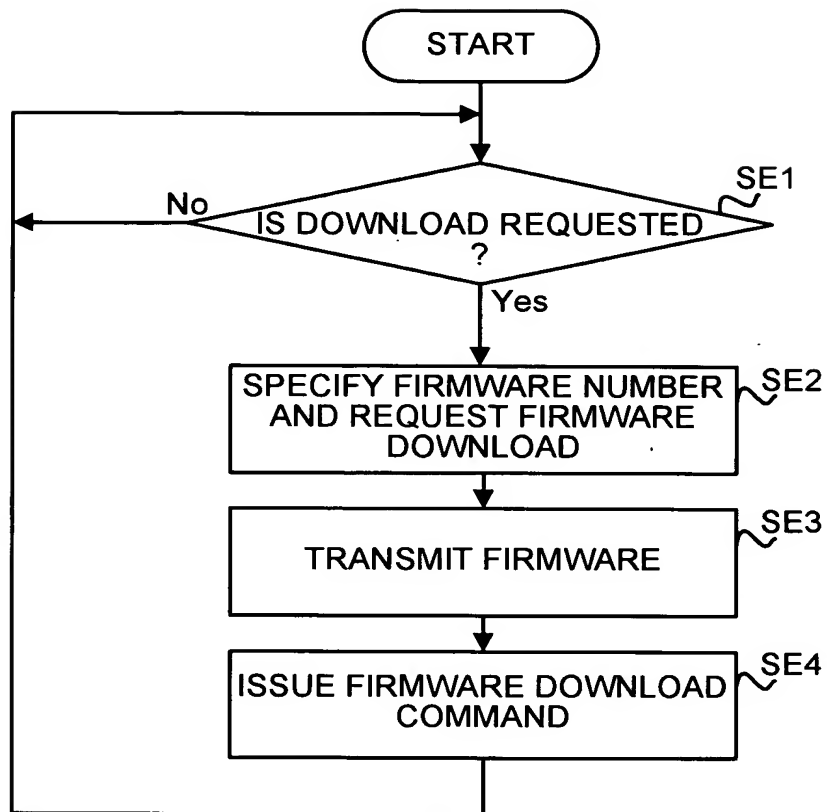 START
SE1
No
IS DOWNLOAD REQUESTED
?
Yes
SE2
SPECIFY FIRMWARE NUMBER
AND REQUEST FIRMWARE
DOWNLOAD
SE3
TRANSMIT FIRMWARE
SE4
ISSUE FIRMWARE DOWNLOAD
COMMAND